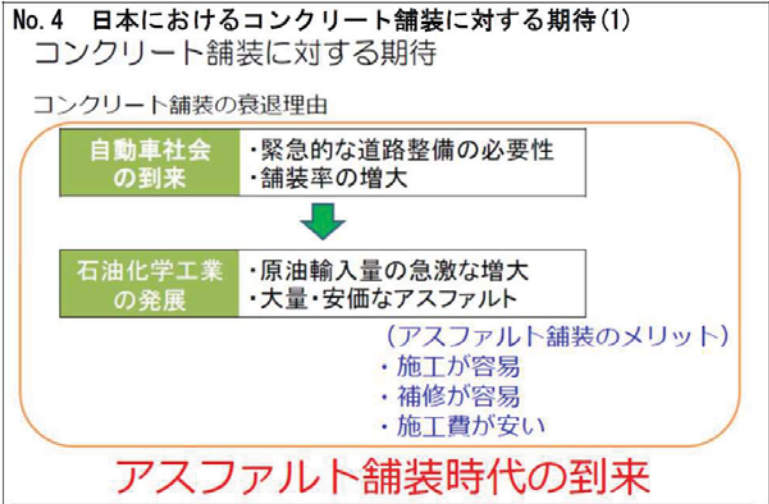 No.4 日本におけるコンクリート舗装に対する期待(1)
コンクリート舗装に対する期待
コンクリート舗装の衰退理由
自動車社会
の到来
・緊急的な道路整備の必要性
・舗装率の増大
石油化学工業
の発展
・原油輸入量の急激な増大
・大量・安価なアスファルト
(アスファルト舗装のメリット)
・施工が容易
・補修が容易
・施工費が安い
アスファルト舗装時代の到来